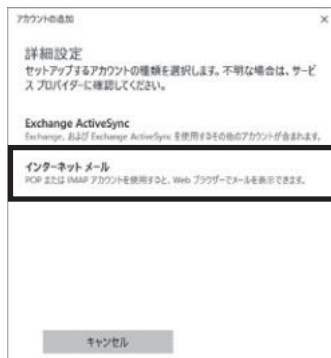 アカウントの追加
詳細設定
セットアップするアカウントの種類を選択します。不明な場合は、サービ
ス プロバイダーに確認してください。
Exchange ActiveSync
Exchange、および Exchange ActiveSync を使用するその他のアカウントが含まれます。
インターネット メール
POP または IMAP アカウントを使用すると、Web ブラウザーでメールを表示できます。
キャンセル